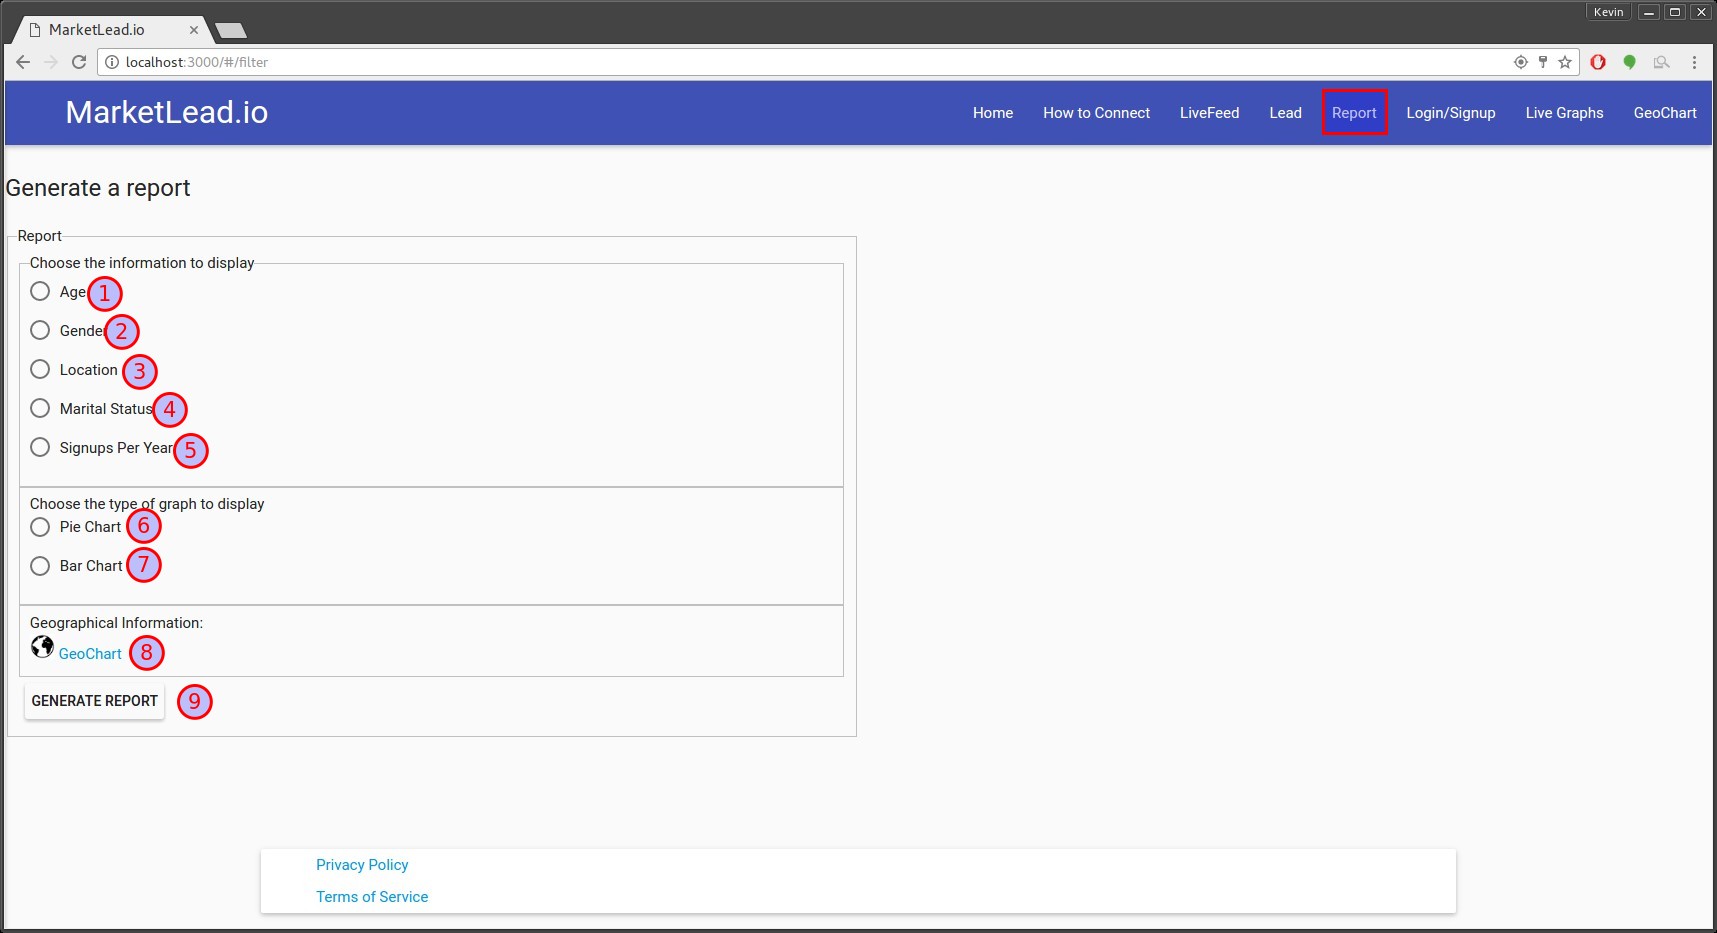 Kevin
MarketLead.io
localhost:3000/#/filter
MarketLead.io Home How to Connect LiveFeed Lead Report Login/Signup Live Graphs GeoChart
Generate a report
Report
Choose the information to display
Age 1
Gender 2
Location 3
Marital Status 4
Signups Per Year 5
Choose the type of graph to display
Pie Chart 6
Bar Chart 7
Geographical Information:
GeoChart 8
GENERATE REPORT 9
Privacy Policy
Terms of Service